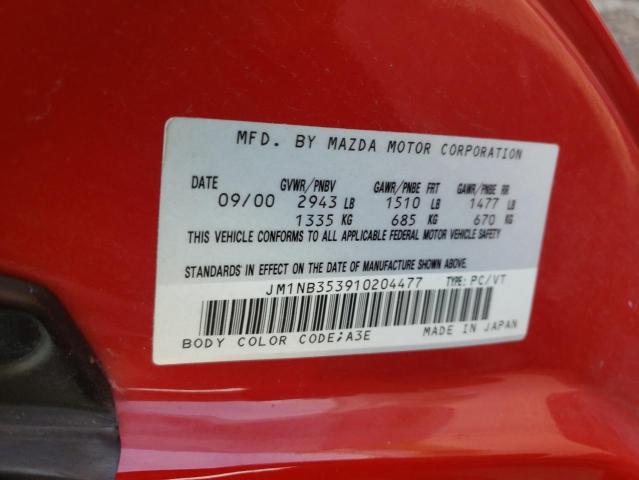 MFD. BY MAZDA MOTOR CORPORATION
DATE GVWR/PNBV GAWR/PNBE FRT GAWR/PNBE RR
09/00 2943 LB 1510 LB 1477 LB
1335 KG 685 KG 670 KG
THIS VEHICLE CONFORMS TO ALL APPLICABLE FEDERAL MOTOR VEHICLE SAFETY
STANDARDS IN EFFECT ON THE DATE OF MANUFACTURE SHOWN ABOVE.
JM1NB353910204477 TYPE: PC/VT
BODY COLOR CODE;A3E MADE IN JAPAN